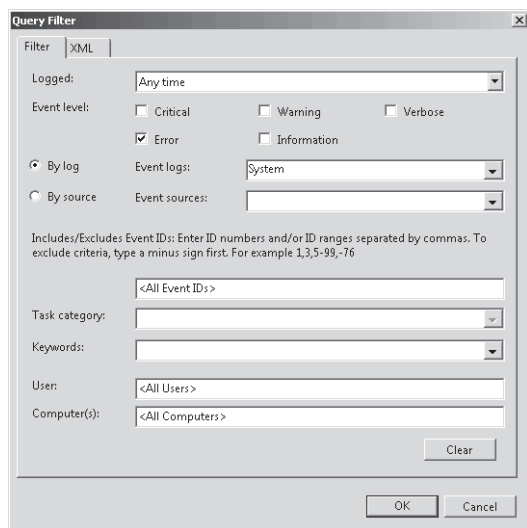 Query Filter
Filter XML
Logged: Any time
Event level: Critical Warning Verbose
Error Information
By log Event logs: System
By source Event sources:
Includes/Excludes Event IDs: Enter ID numbers and/or ID ranges separated by commas. To
exclude criteria, type a minus sign first. For example 1,3,5-99,-76
<All Event IDs>
Task category:
Keywords:
User: <All Users>
Computer(s): <All Computers>
Clear
OK Cancel